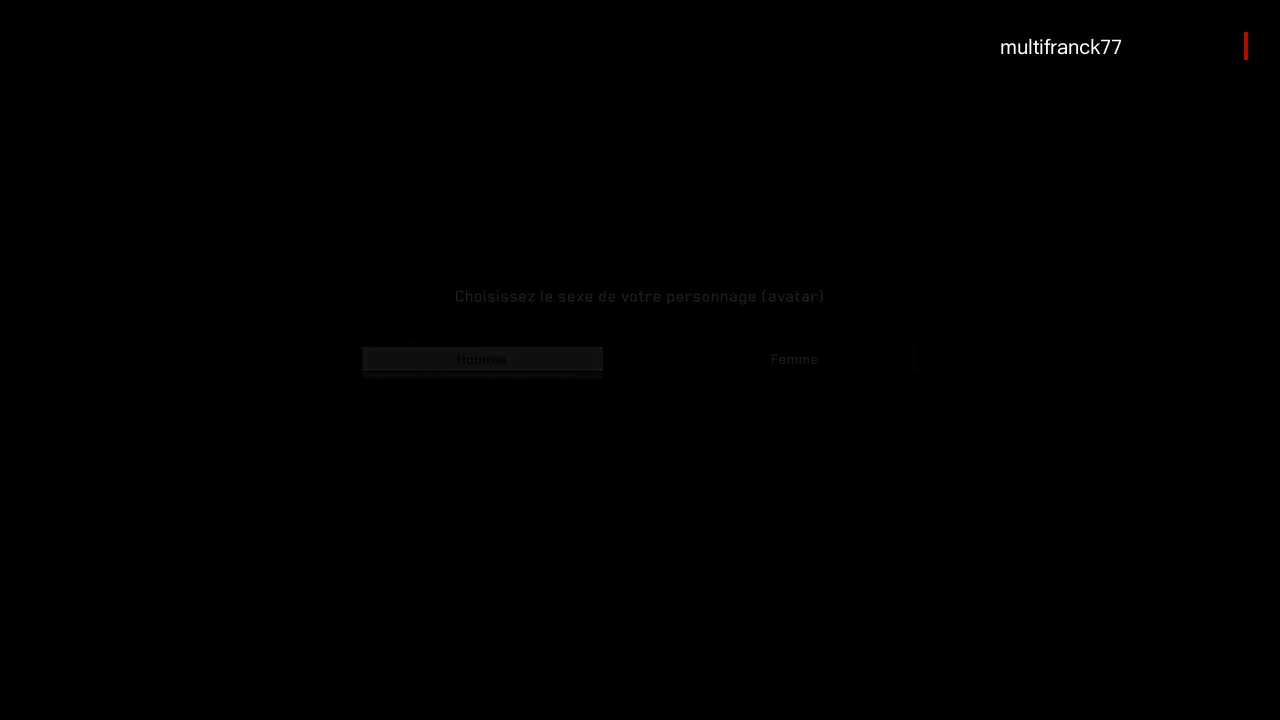 multifranck77
Choisissez le sexe de votre personnage (avatar)
Homme
Femme